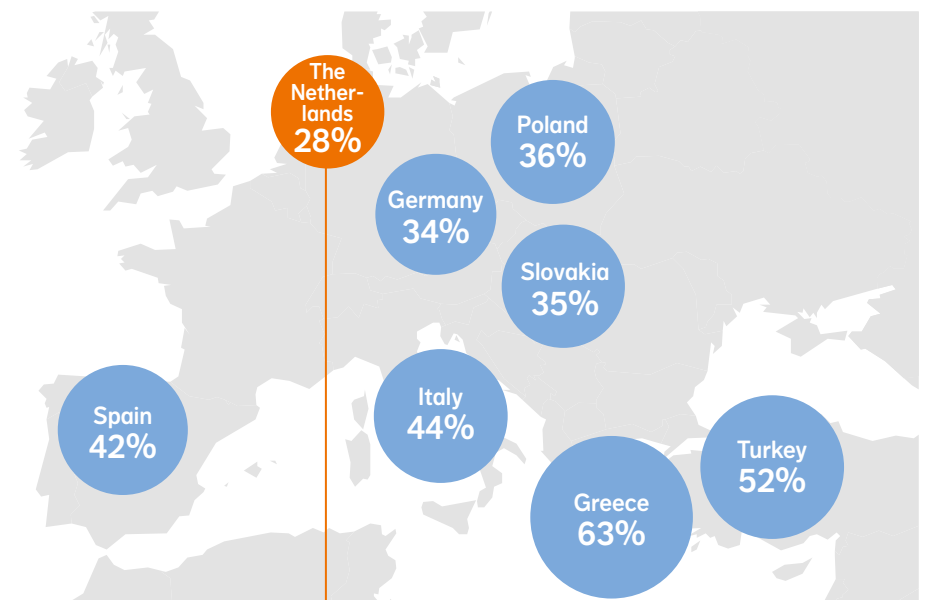 The
Nether-
lands
28%
Poland
36%
Germany
34%
Slovakia
35%
Italy
44%
Spain
42%
Turkey
52%
Greece
63%